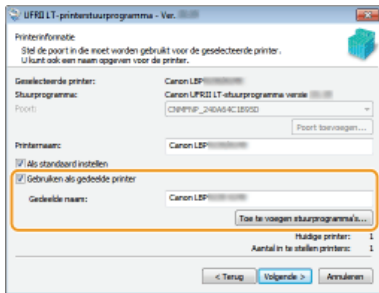 UFRII LT-printerstuurprogramma - Ver.
Printerinformatie
Stel de poort in die moet worden gebruikt voor de geselecteerde printer.
U kunt ook een naam opgeven voor de printer.
Geselecteerde printer: Canon LBP
Stuurprogramma: Canon UFRII LT-stuurprogramma versie
Poort: CNMFNP_240A64C1B95D
Poort toevoegen...
Printernaam: Canon LBP
Als standaard instellen
Gebruiken als gedeelde printer
Gedeelde naam: Canon LBP
Toe te voegen stuurprogramma's...
Huidige printer: 1
Aantal in te stellen printers: 1
< Terug Volgende > Annuleren